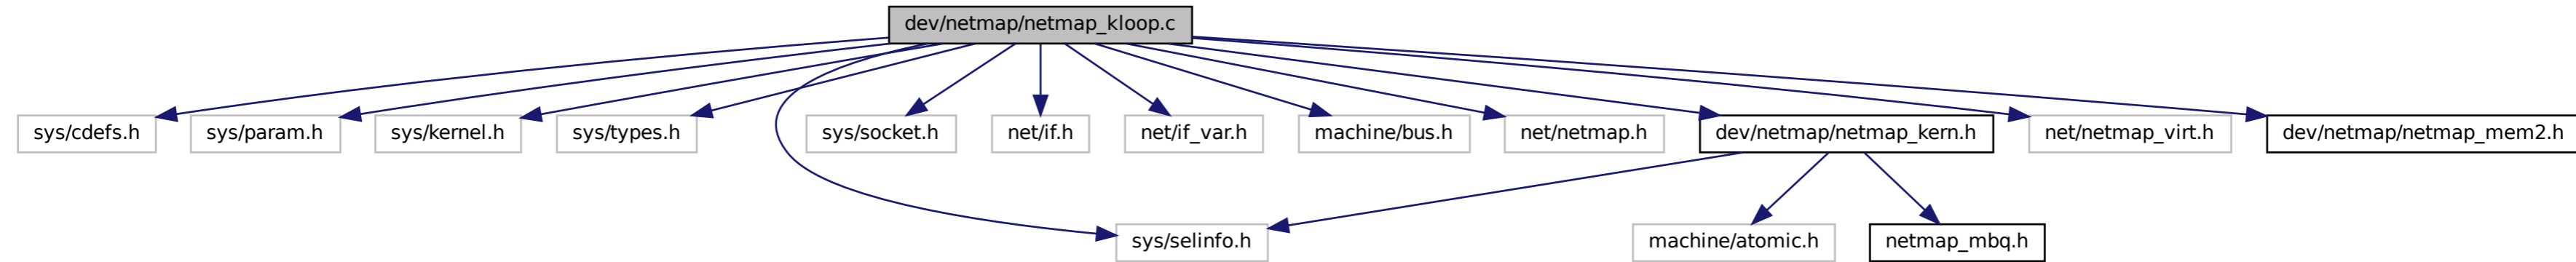 dev/netmap/netmap_kloop.c
sys/cdefs.h
sys/param.h
sys/kernel.h
sys/types.h
sys/socket.h
net/if.h
net/if_var.h
machine/bus.h
net/netmap.h
dev/netmap/netmap_kern.h
net/netmap_virt.h
dev/netmap/netmap_mem2.h
sys/selinfo.h
machine/atomic.h
netmap_mbq.h